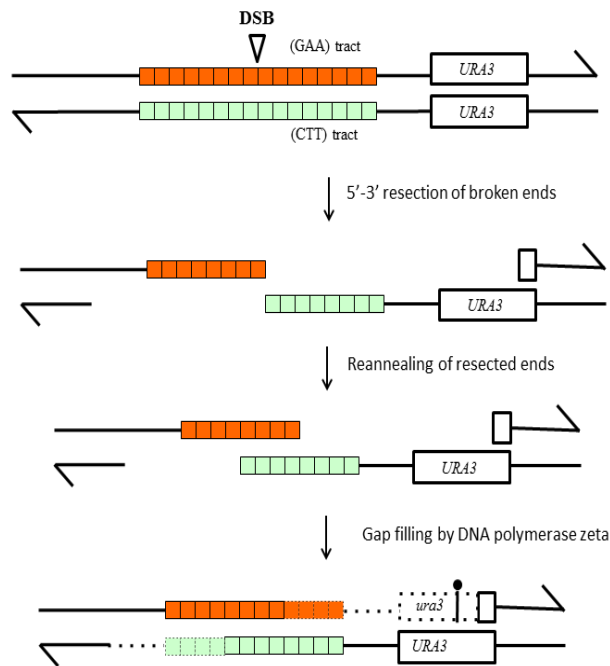 DSB
(GAA) tract
URA3
URA3
(CTT) tract
5’-3’ resection of broken ends
URA3
Reannealing of resected ends
URA3
Gap filling by DNA polymerase zeta
ura3
URA3